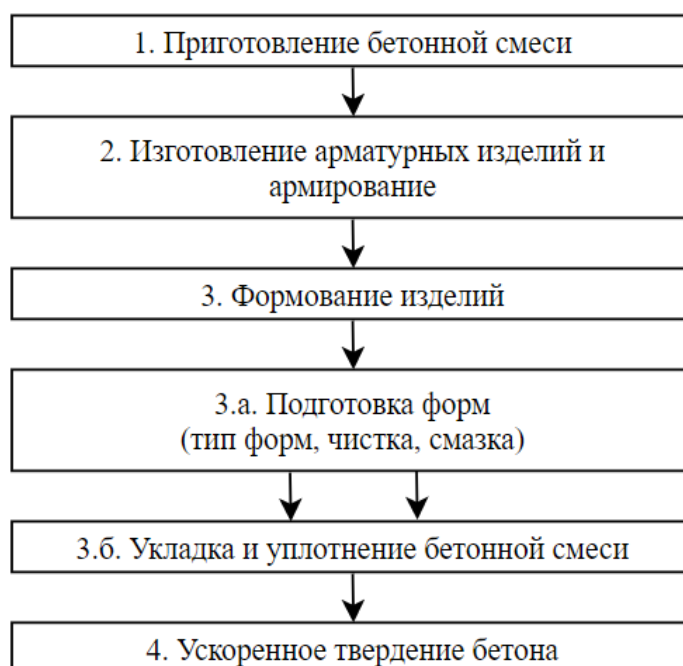 1. Приготовление бетонной смеси
2. Изготовление арматурных изделий и
армирование
3. Формование изделий
3.а. Подготовка форм
(тип форм, чистка, смазка)
3.б. Укладка и уплотнение бетонной смеси
4. Ускоренное твердение бетона